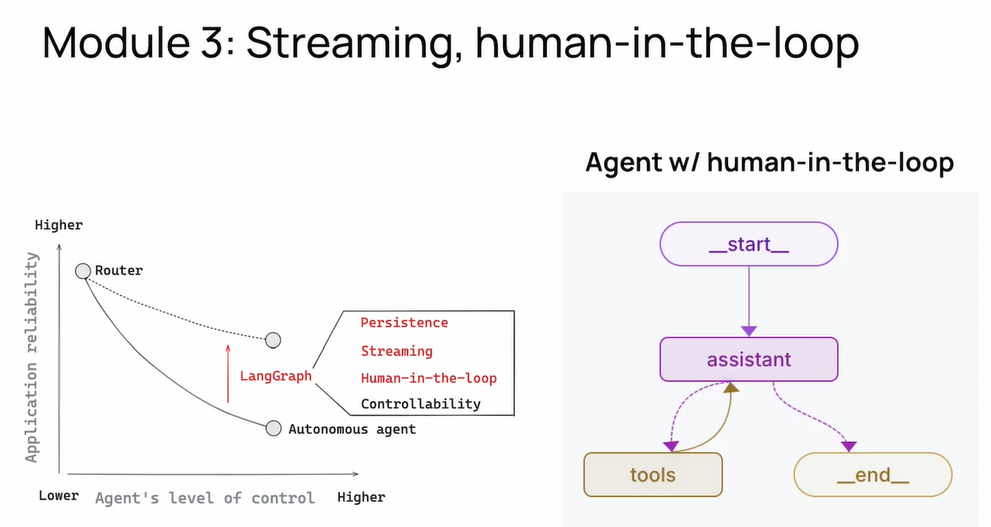 Module 3: Streaming, human-in-the-loop
Agent w/ human-in-the-loop
Higher
Application reliability
Router
LangGraph
Persistence
Streaming
Human-in-the-loop
Controllability
Autonomous agent
Lower
Agent's level of control
Higher
__start__
assistant
tools
__end__